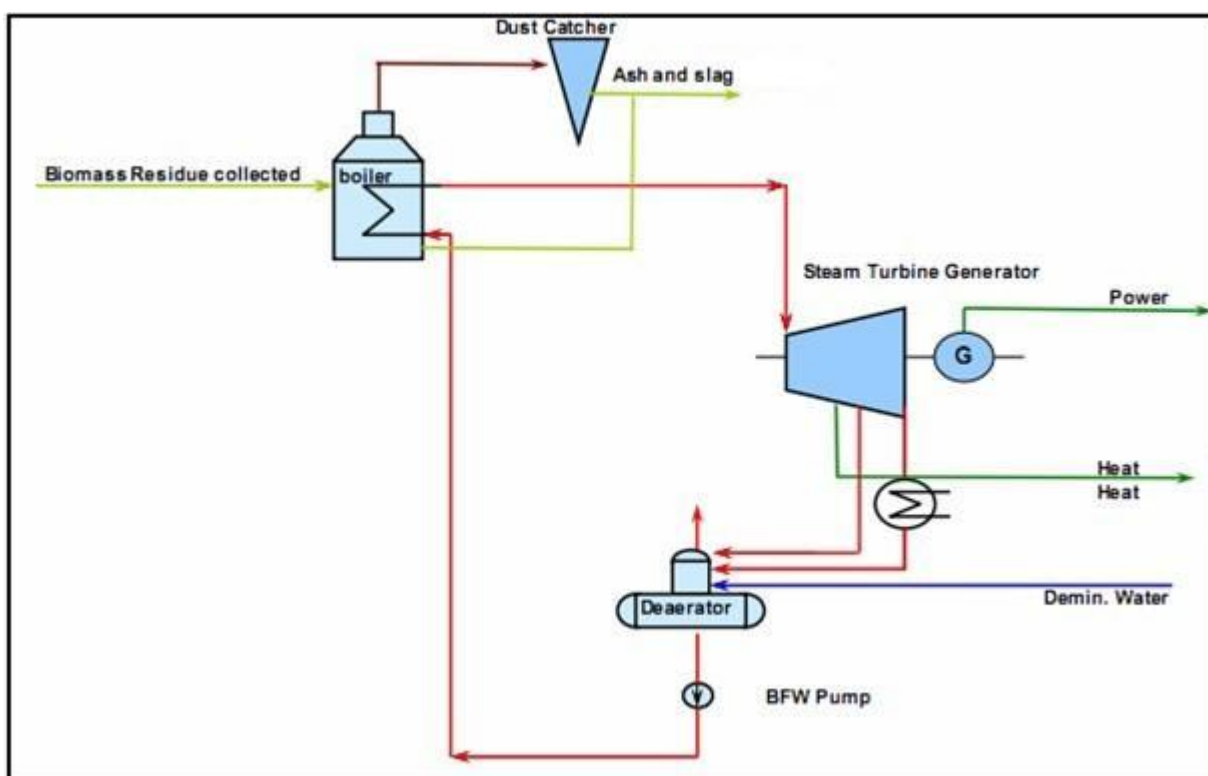 Dust Catcher
Ash and slag
Biomass Residue collected
boiler
Steam Turbine Generator
Power
G
Heat
Heat
Deaerator
Demin. Water
BFW Pump